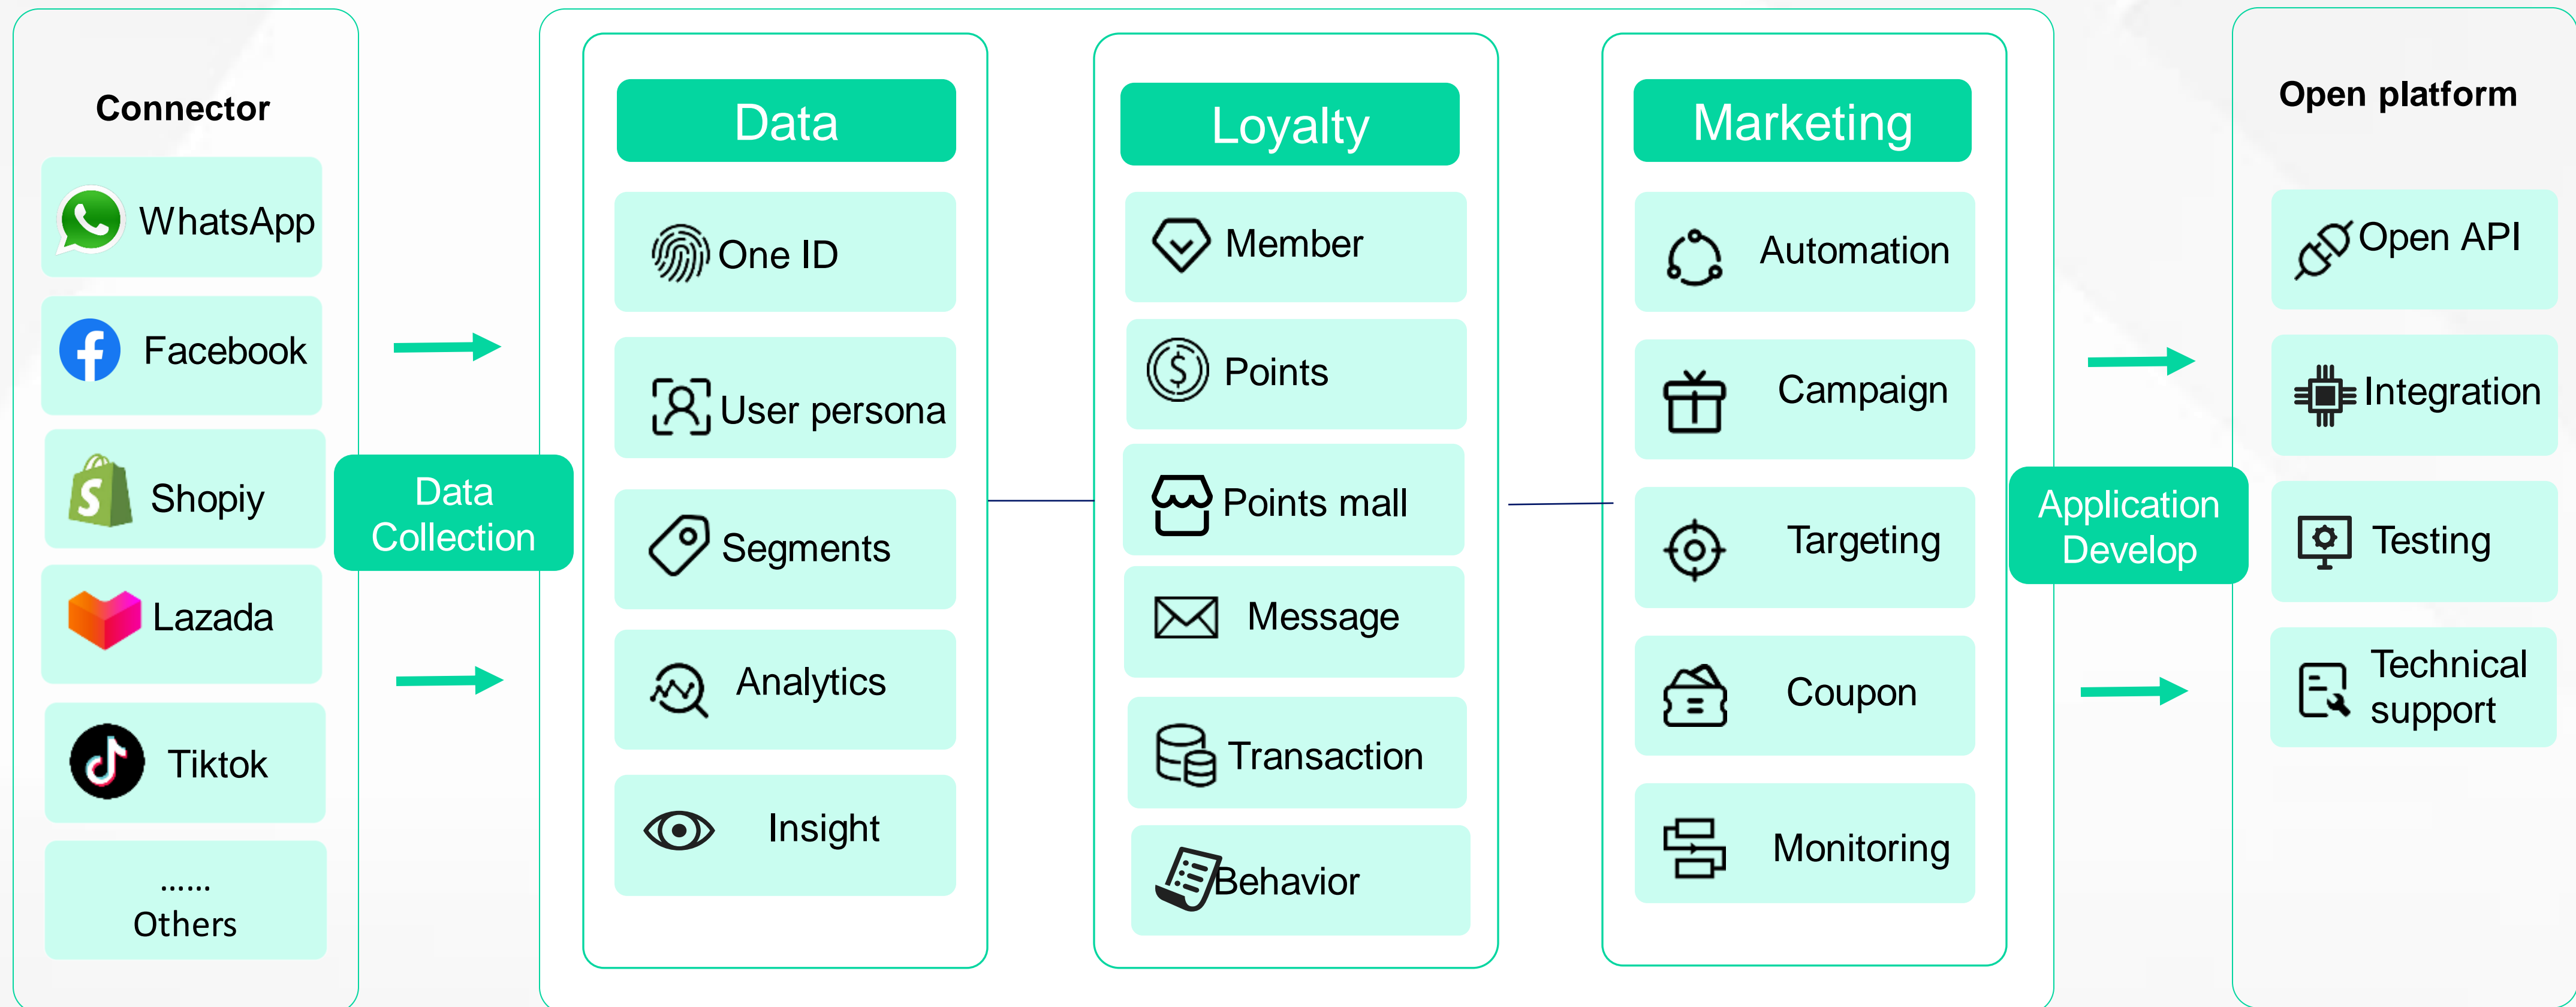 Connector
WhatsApp
Facebook
Shopiy
Lazada
Tiktok
......
Others
Data
Collection
Data
One ID
User persona
Segments
Analytics
Insight
Loyalty
Member
Points
Points mall
Message
Transaction
Behavior
Marketing
Automation
Campaign
Targeting
Coupon
Monitoring
Application
Develop
Open platform
Open API
Integration
Testing
Technical
support